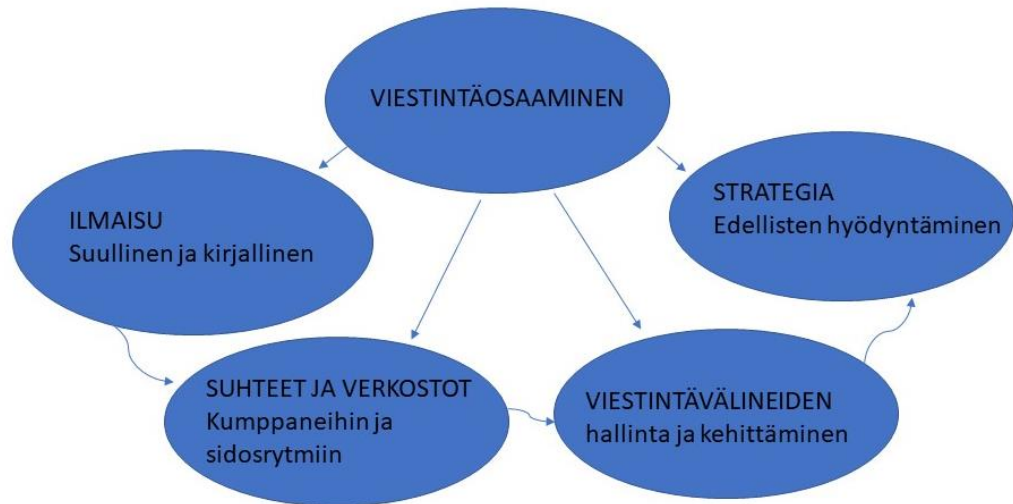 VIESTINTÄOSAAMINEN
ILMAISU
Suullinen ja kirjallinen
STRATEGIA
Edellisten hyödyntäminen
SUHTEET JA VERKOSTOT
Kumppaneihin ja
sidosrytmiin
VIESTINTÄVÄLINEIDEN
hallinta ja kehittäminen